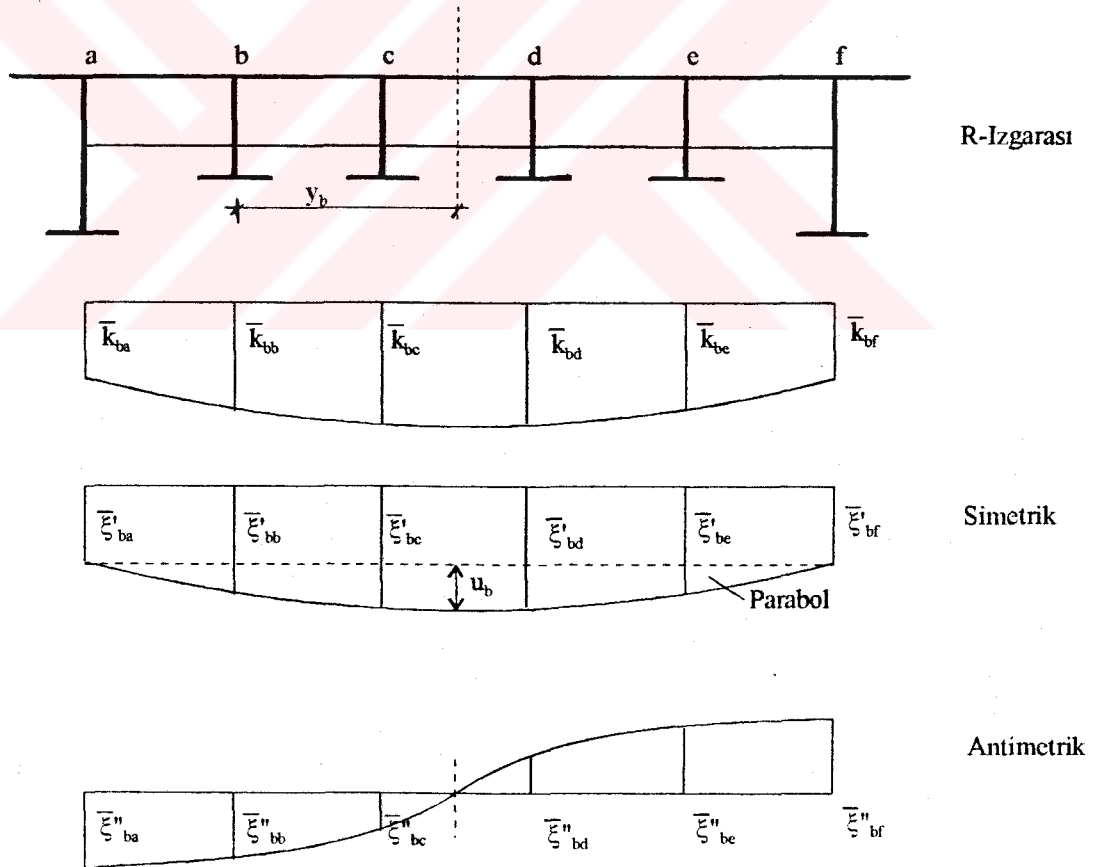 a b c d e f
R-Izgarası
y_b
k̅_ba k̅_bb k̅_bc k̅_bd k̅_be k̅_bf
ξ̅'_ba ξ̅'_bb ξ̅'_bc ξ̅'_bd ξ̅'_be ξ̅'_bf
Simetrik
u_b
Parabol
Antimetrik
ξ̅"_ba ξ̅"_bb ξ̅"_bc ξ̅"_bd ξ̅"_be ξ̅"_bf